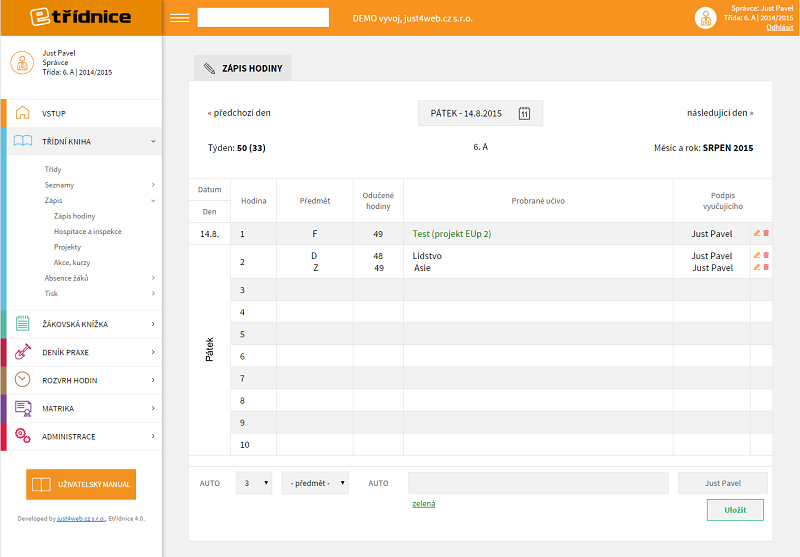 etřídnice
DEMO vyvoj, just4web.cz s.r.o.
Správce: Just Pavel
Třída: 6. A | 2014/2015
Odhlásit
Just Pavel
Správce
Třída: 6. A | 2014/2015
VSTUP
TŘÍDNÍ KNIHA
Třídy
Seznamy
Zápis
Zápis hodiny
Hospitace a inspekce
Projekty
Akce, kurzy
Absence žáků
Tisk
ŽÁKOVSKÁ KNÍŽKA
DENÍK PRAXE
ROZVRH HODIN
MATRIKA
ADMINISTRACE
UŽIVATELSKÝ MANUÁL
Developed by just4web.cz s.r.o., Etřídnice 4.0.
ZÁPIS HODINY
« předchozí den
PÁTEK - 14.8.2015
11
následující den »
Týden: 50 (33)
6. A
Měsíc a rok: SRPEN 2015
Datum
Den
Hodina
Předmět
Odučené hodiny
Probrané učivo
Podpis vyučujícího
14.8. 1 F 49 Test (projekt EUp 2) Just Pavel
Pátek
2 D 48 Lidstvo Just Pavel
Z 49 Asie Just Pavel
3
4
5
6
7
8
9
10
AUTO 3 - předmět - AUTO Just Pavel
zelená
Uložit